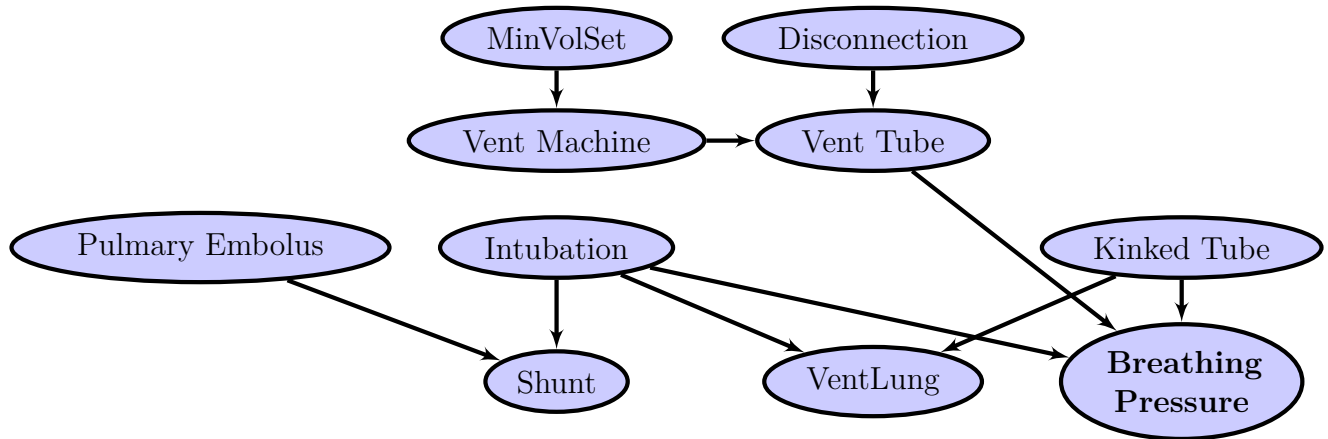 MinVolSet
Disconnection
Vent Machine
Vent Tube
Pulmary Embolus
Intubation
Kinked Tube
Shunt
VentLung
Breathing
Pressure